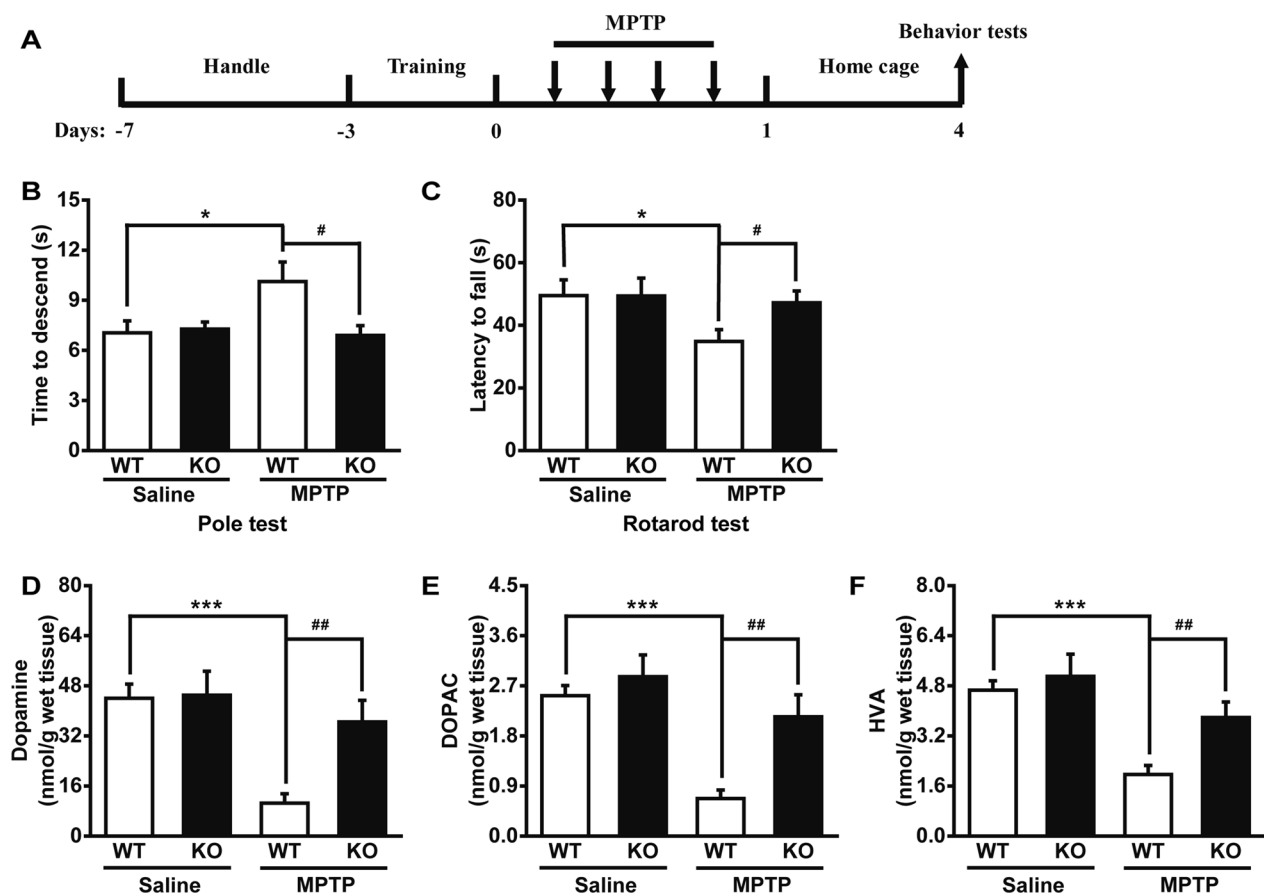 A
MPTP
Behavior tests
Handle
Training
Home cage
Days: -7 -3 0 1 4
B
Time to descend (s)
15
12
9
6
3
0
*
#
WT KO WT KO
Saline MPTP
Pole test
C
Latency to fall (s)
80
60
40
20
0
*
#
WT KO WT KO
Saline MPTP
Rotarod test
D
Dopamine
(nmol/g wet tissue)
80
64
48
32
16
0
***
##
WT KO WT KO
Saline MPTP
E
DOPAC
(nmol/g wet tissue)
4.5
3.6
2.7
1.8
0.9
0.0
***
##
WT KO WT KO
Saline MPTP
F
HVA
(nmol/g wet tissue)
8.0
6.4
4.8
3.2
1.6
0.0
***
##
WT KO WT KO
Saline MPTP